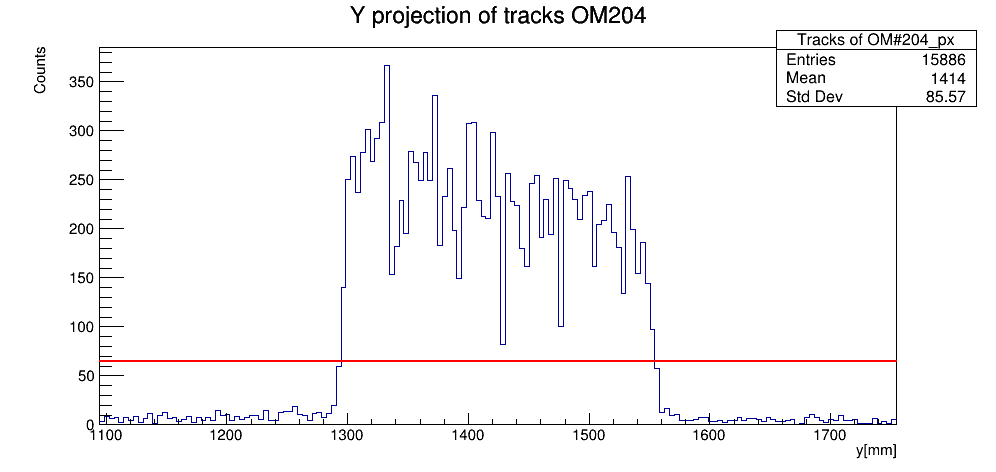 Y projection of tracks OM204
Tracks of OM#204_px
Entries 15886
Mean 1414
Std Dev 85.57
Counts
350
300
250
200
150
100
50
0
1100 1200 1300 1400 1500 1600 1700
y[mm]